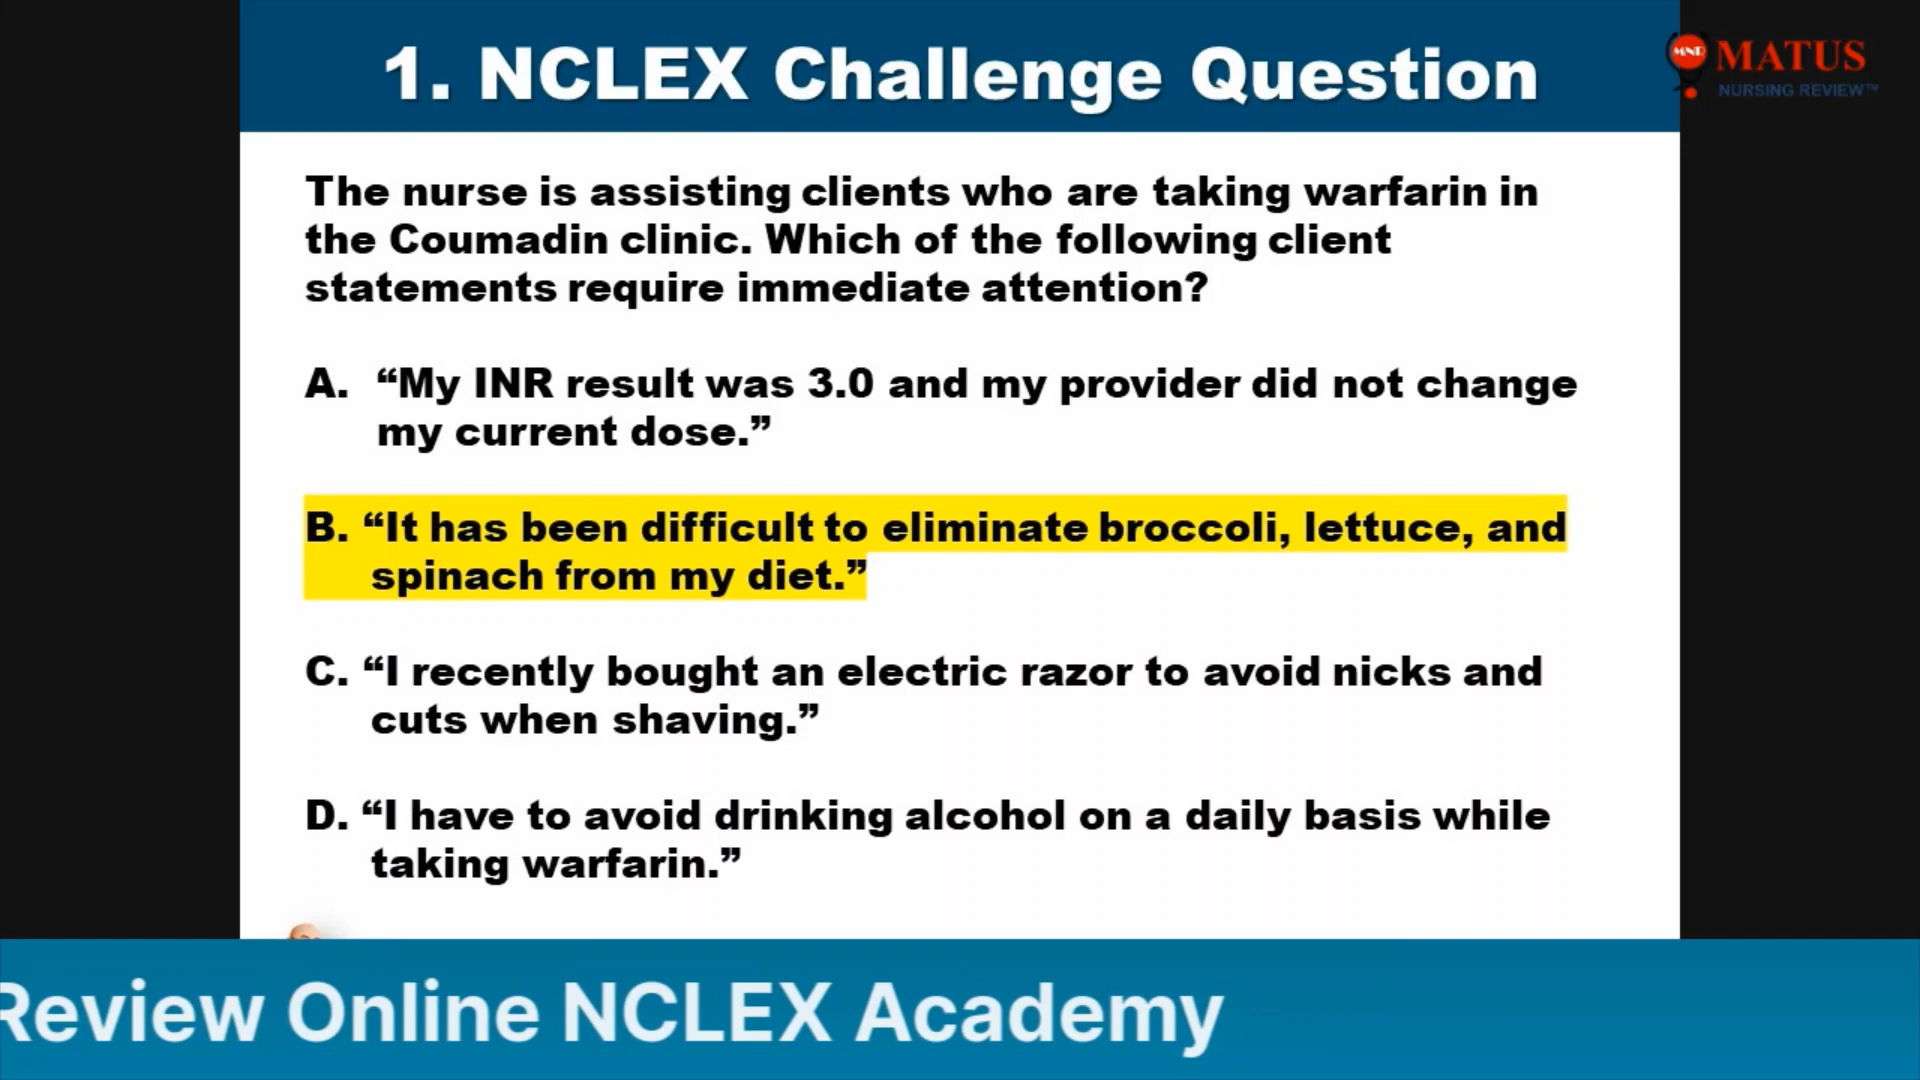 1. NCLEX Challenge Question
MNR MATUS
NURSING REVIEW™
The nurse is assisting clients who are taking warfarin in
the Coumadin clinic. Which of the following client
statements require immediate attention?
A. “My INR result was 3.0 and my provider did not change
my current dose.”
B. “It has been difficult to eliminate broccoli, lettuce, and
spinach from my diet.”
C. “I recently bought an electric razor to avoid nicks and
cuts when shaving.”
D. “I have to avoid drinking alcohol on a daily basis while
taking warfarin.”
Review Online NCLEX Academy